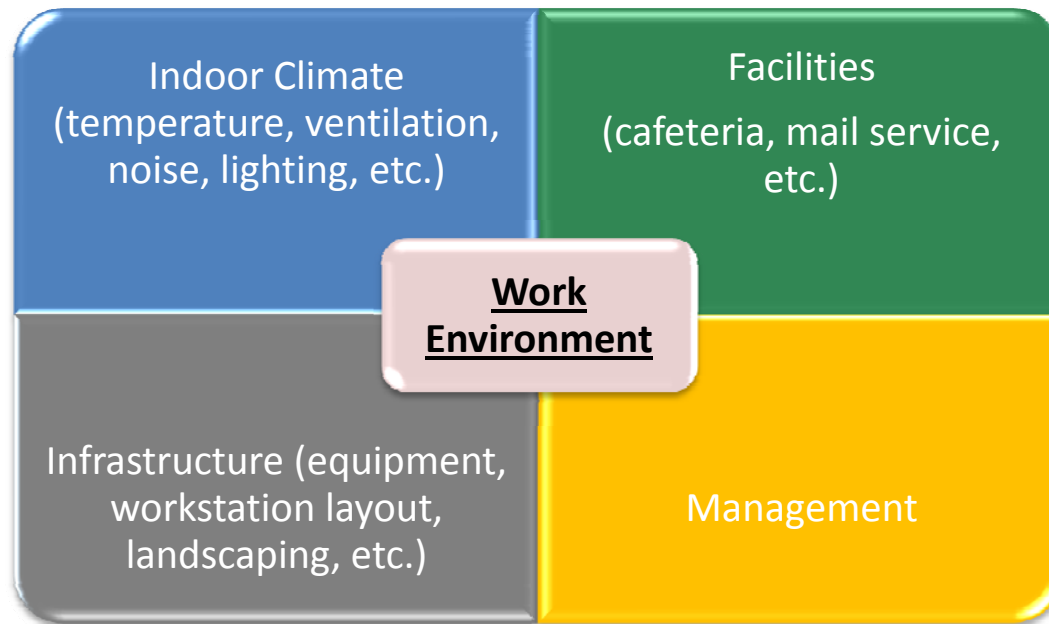 Indoor Climate
(temperature, ventilation,
noise, lighting, etc.)
Facilities
(cafeteria, mail service,
etc.)
Work
Environment
Infrastructure (equipment,
workstation layout,
landscaping, etc.)
Management